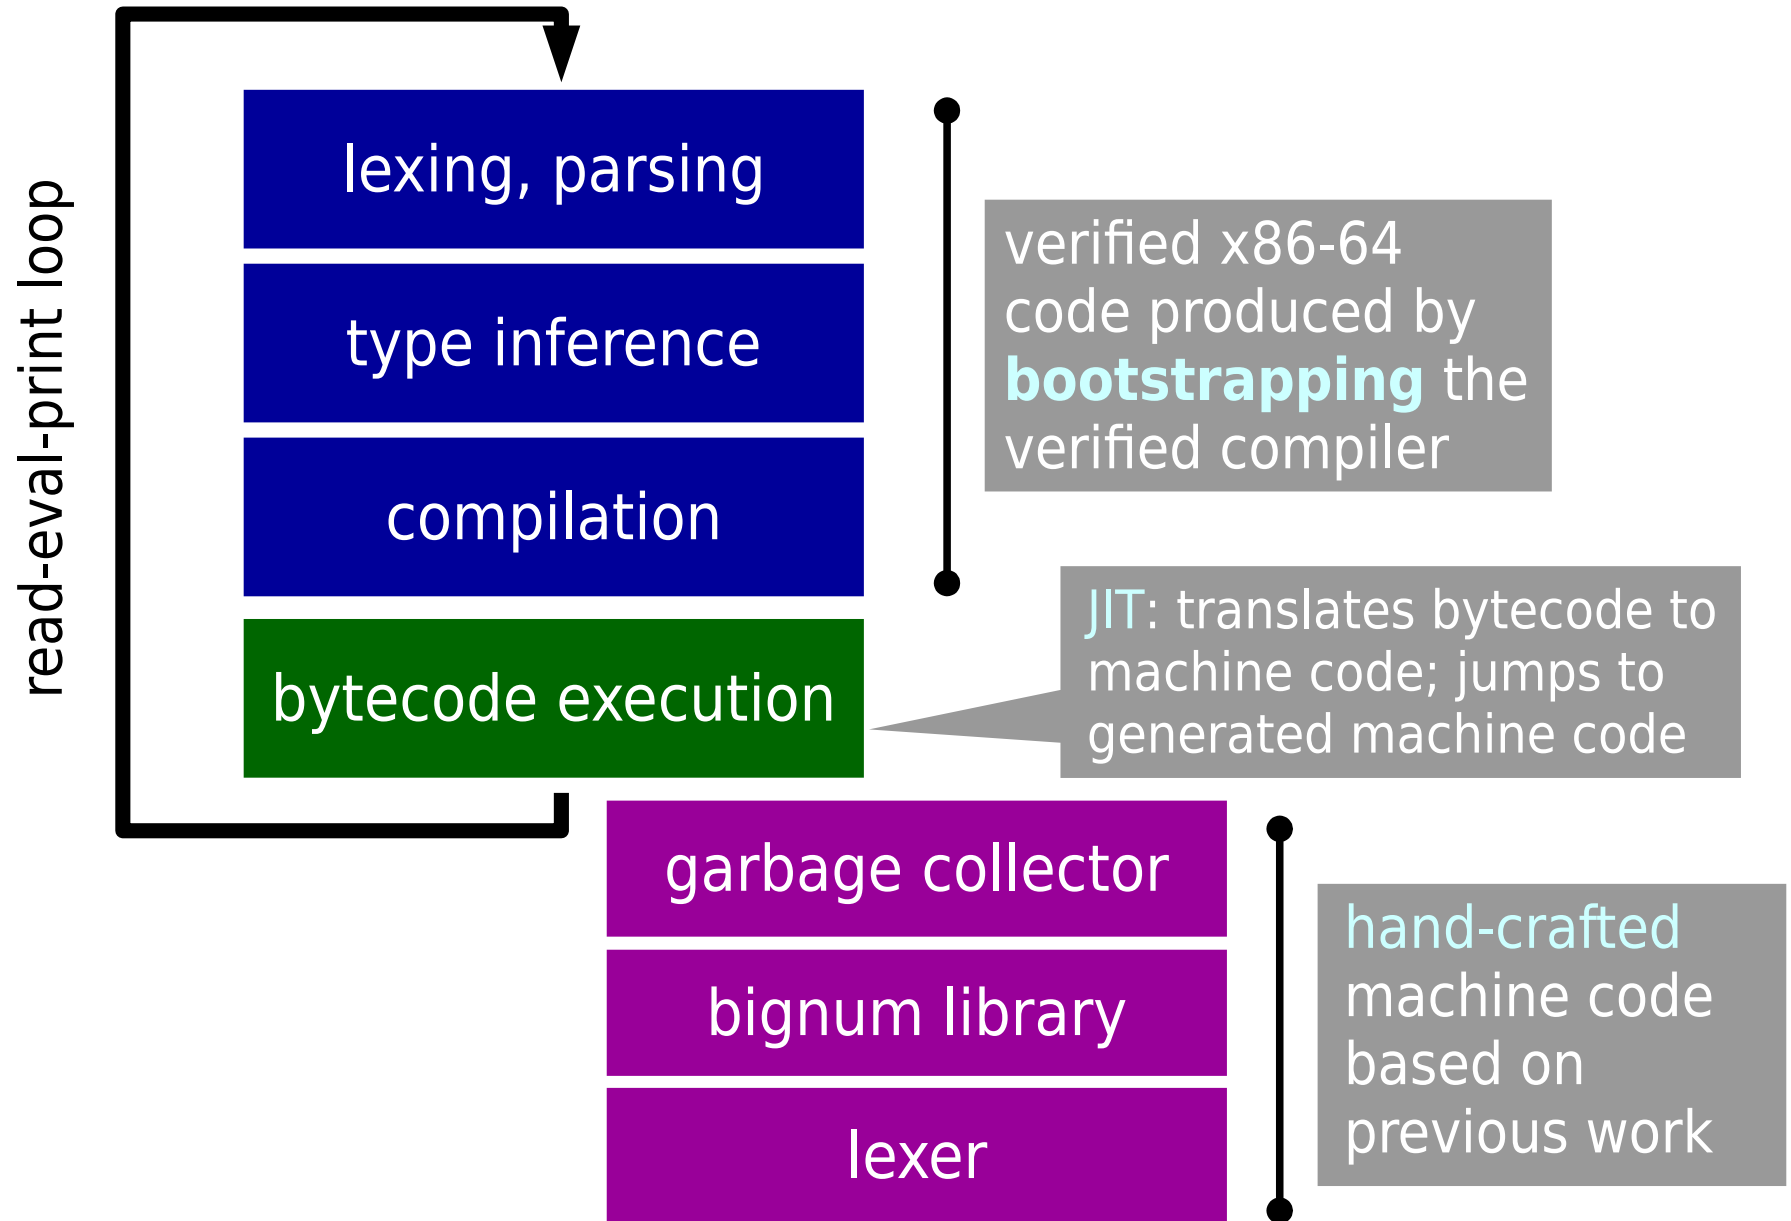 read-eval-print loop
lexing, parsing
type inference
compilation
bytecode execution
verified x86-64
code produced by
bootstrapping the
verified compiler
JIT: translates bytecode to
machine code; jumps to
generated machine code
garbage collector
bignum library
lexer
hand-crafted
machine code
based on
previous work